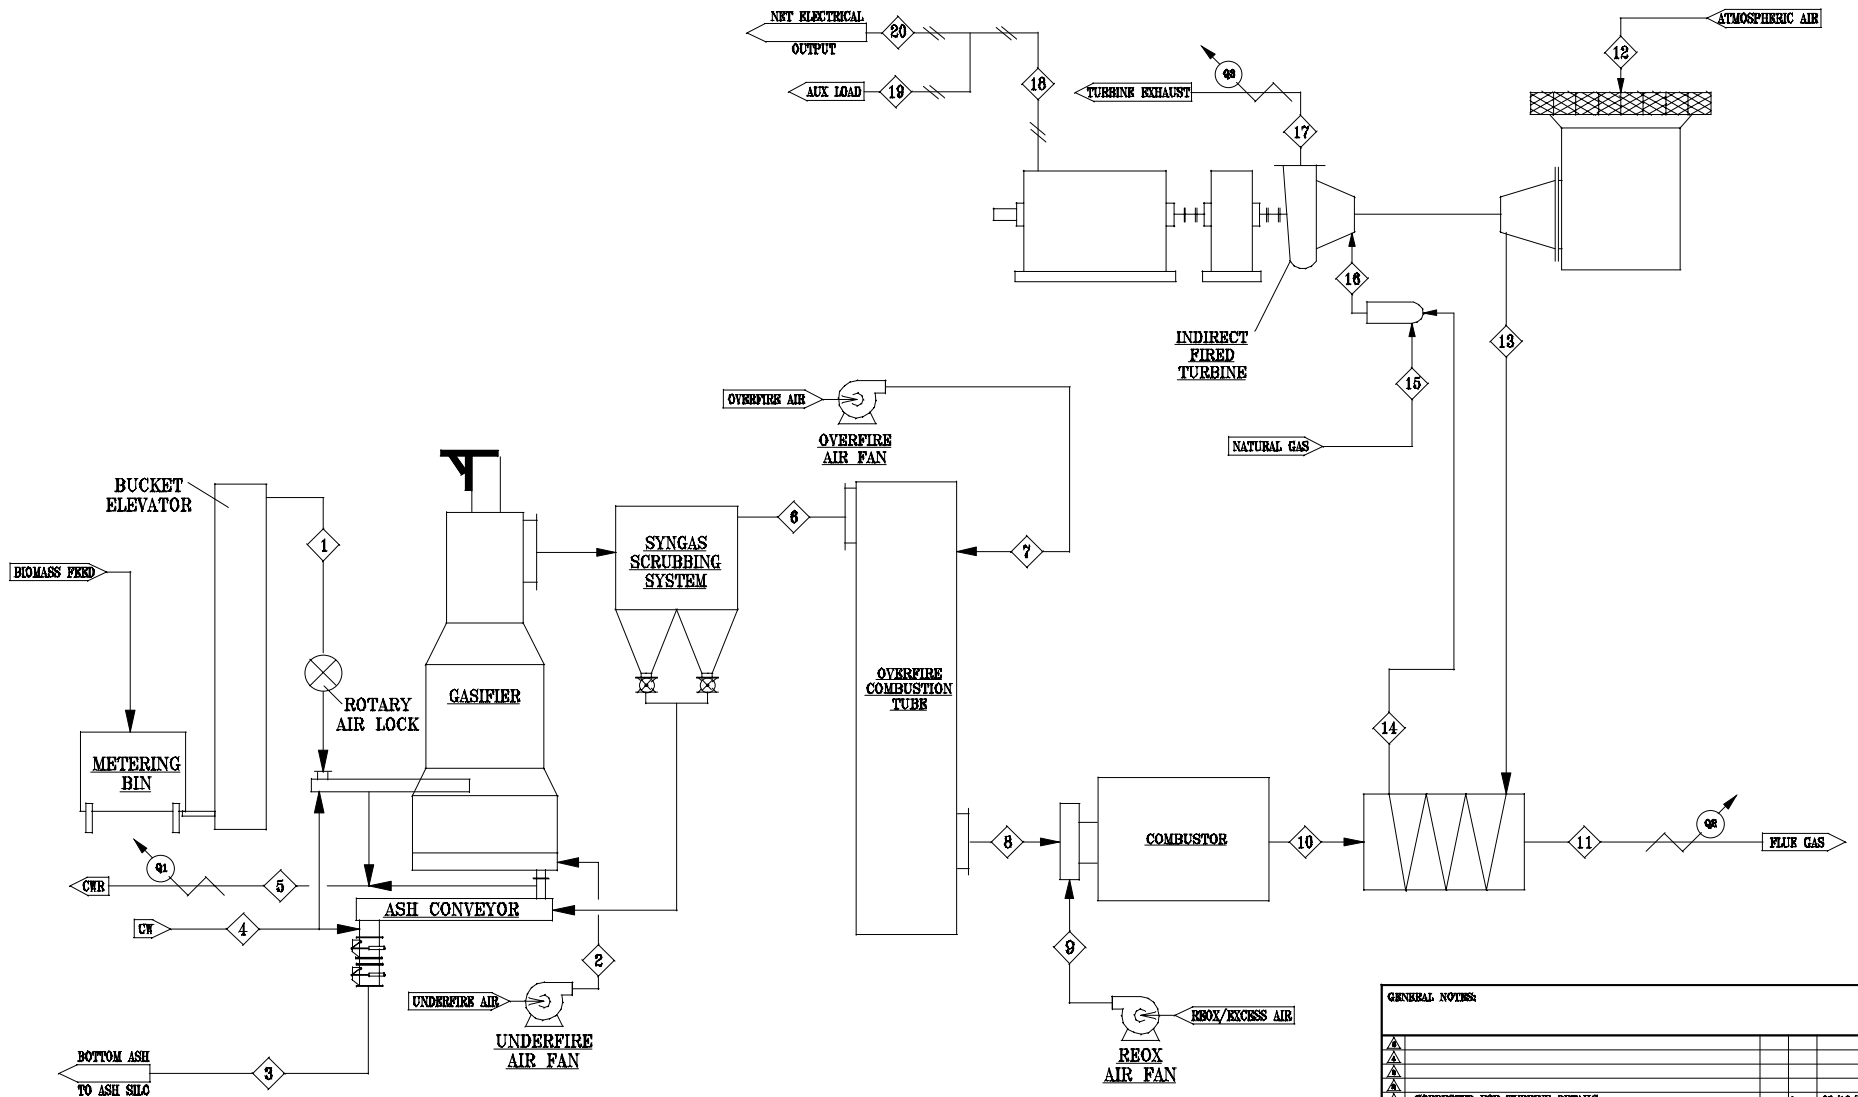 NET ELECTRICAL
OUTPUT
20
AUX LOAD
19
18
TURBINE EXHAUST
Q3
17
ATMOSPHERIC AIR
12
16
INDIRECT
FIRED
TURBINE
13
15
NATURAL GAS
OVERFIRE AIR
OVERFIRE
AIR FAN
BUCKET
ELEVATOR
1
BIOMASS FEED
SYNGAS
SCRUBBING
SYSTEM
6
7
ROTARY
AIR LOCK
GASIFIER
OVERFIRE
COMBUSTION
TUBE
METERING
BIN
14
8
COMBUSTOR
10
11
Q2
FLUE GAS
Q1
CWR
5
ASH CONVEYOR
CW
4
9
2
UNDERFIRE AIR
UNDERFIRE
AIR FAN
REOX/EXCESS AIR
REOX
AIR FAN
BOTTOM ASH
TO ASH SILO
3
GENERAL NOTES: